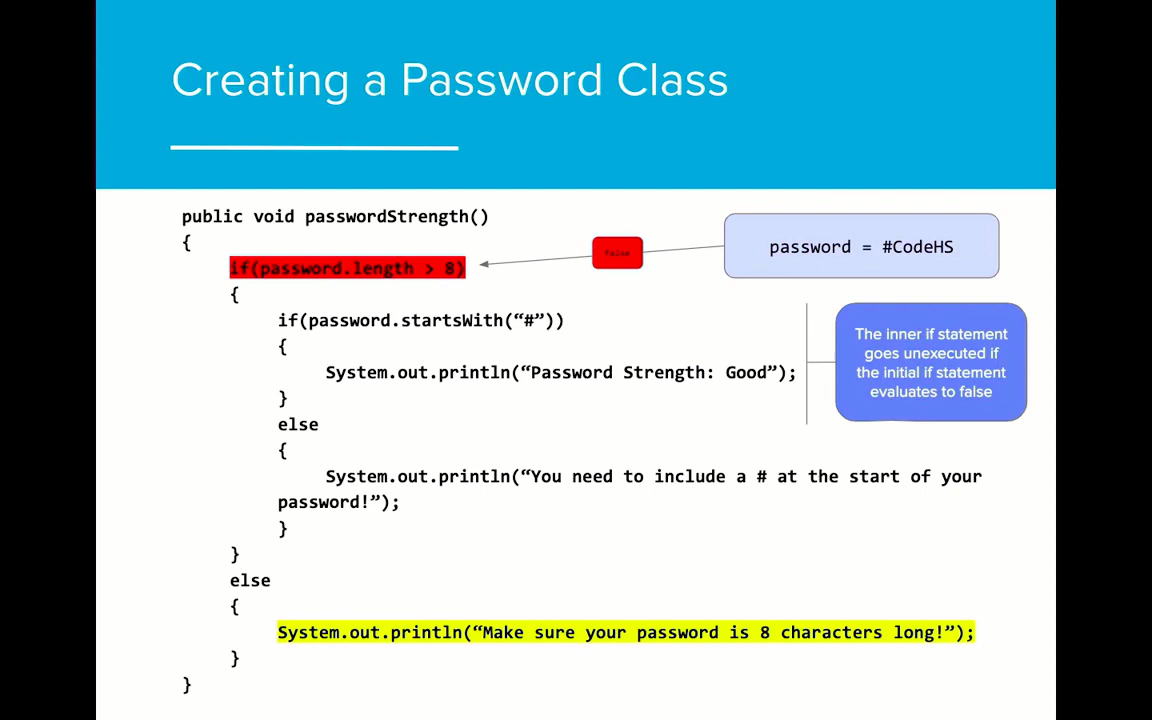 Creating a Password Class
public void passwordStrength()
{
if(password.length > 8)
False
password = #CodeHS
{
if(password.startsWith(“#”))
{
System.out.println(“Password Strength: Good”);
}
The inner if statement
goes unexecuted if
the initial if statement
evaluates to false
else
{
System.out.println(“You need to include a # at the start of your
password!”);
}
}
else
{
System.out.println(“Make sure your password is 8 characters long!”);
}
}